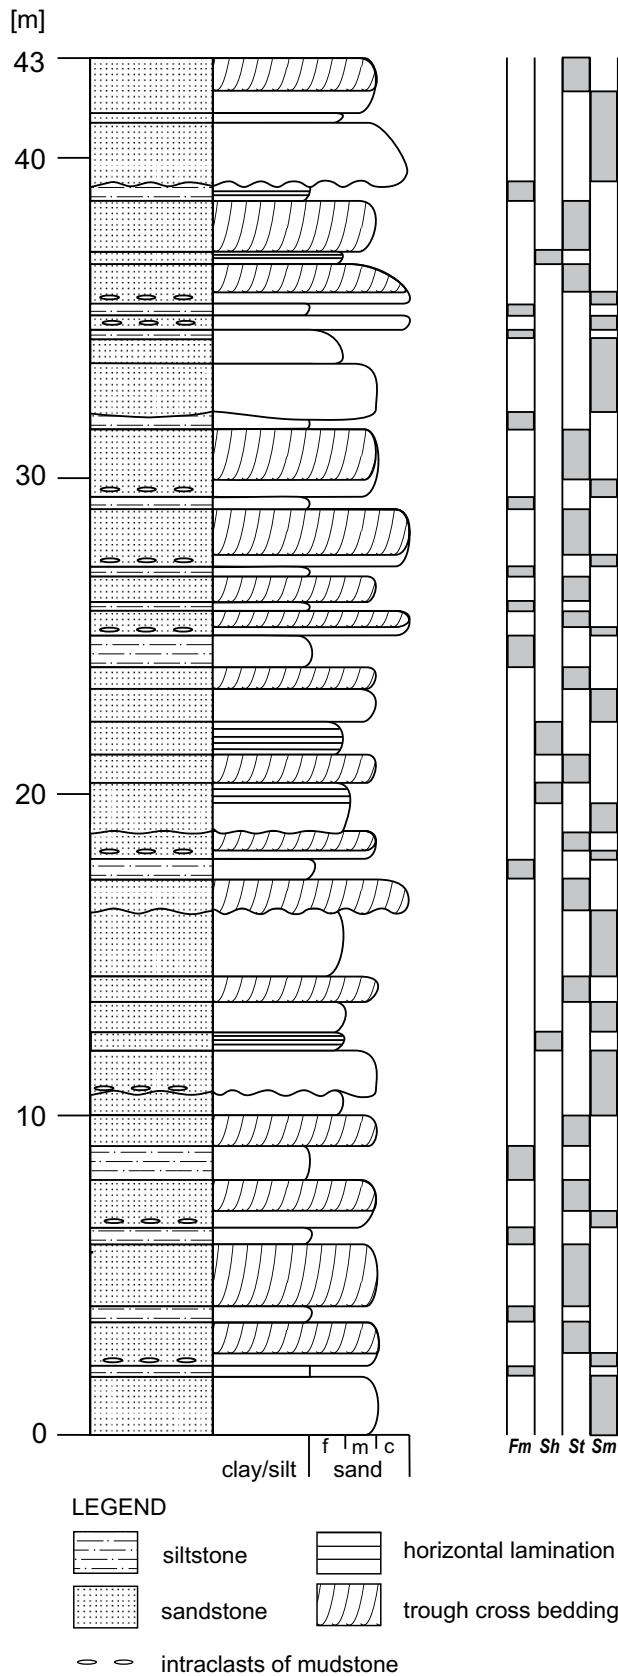 [m]
43
40
30
20
10
0
f m c
clay/silt sand
Fm Sh St Sm
LEGEND
siltstone
horizontal lamination
sandstone
trough cross bedding
intraclasts of mudstone